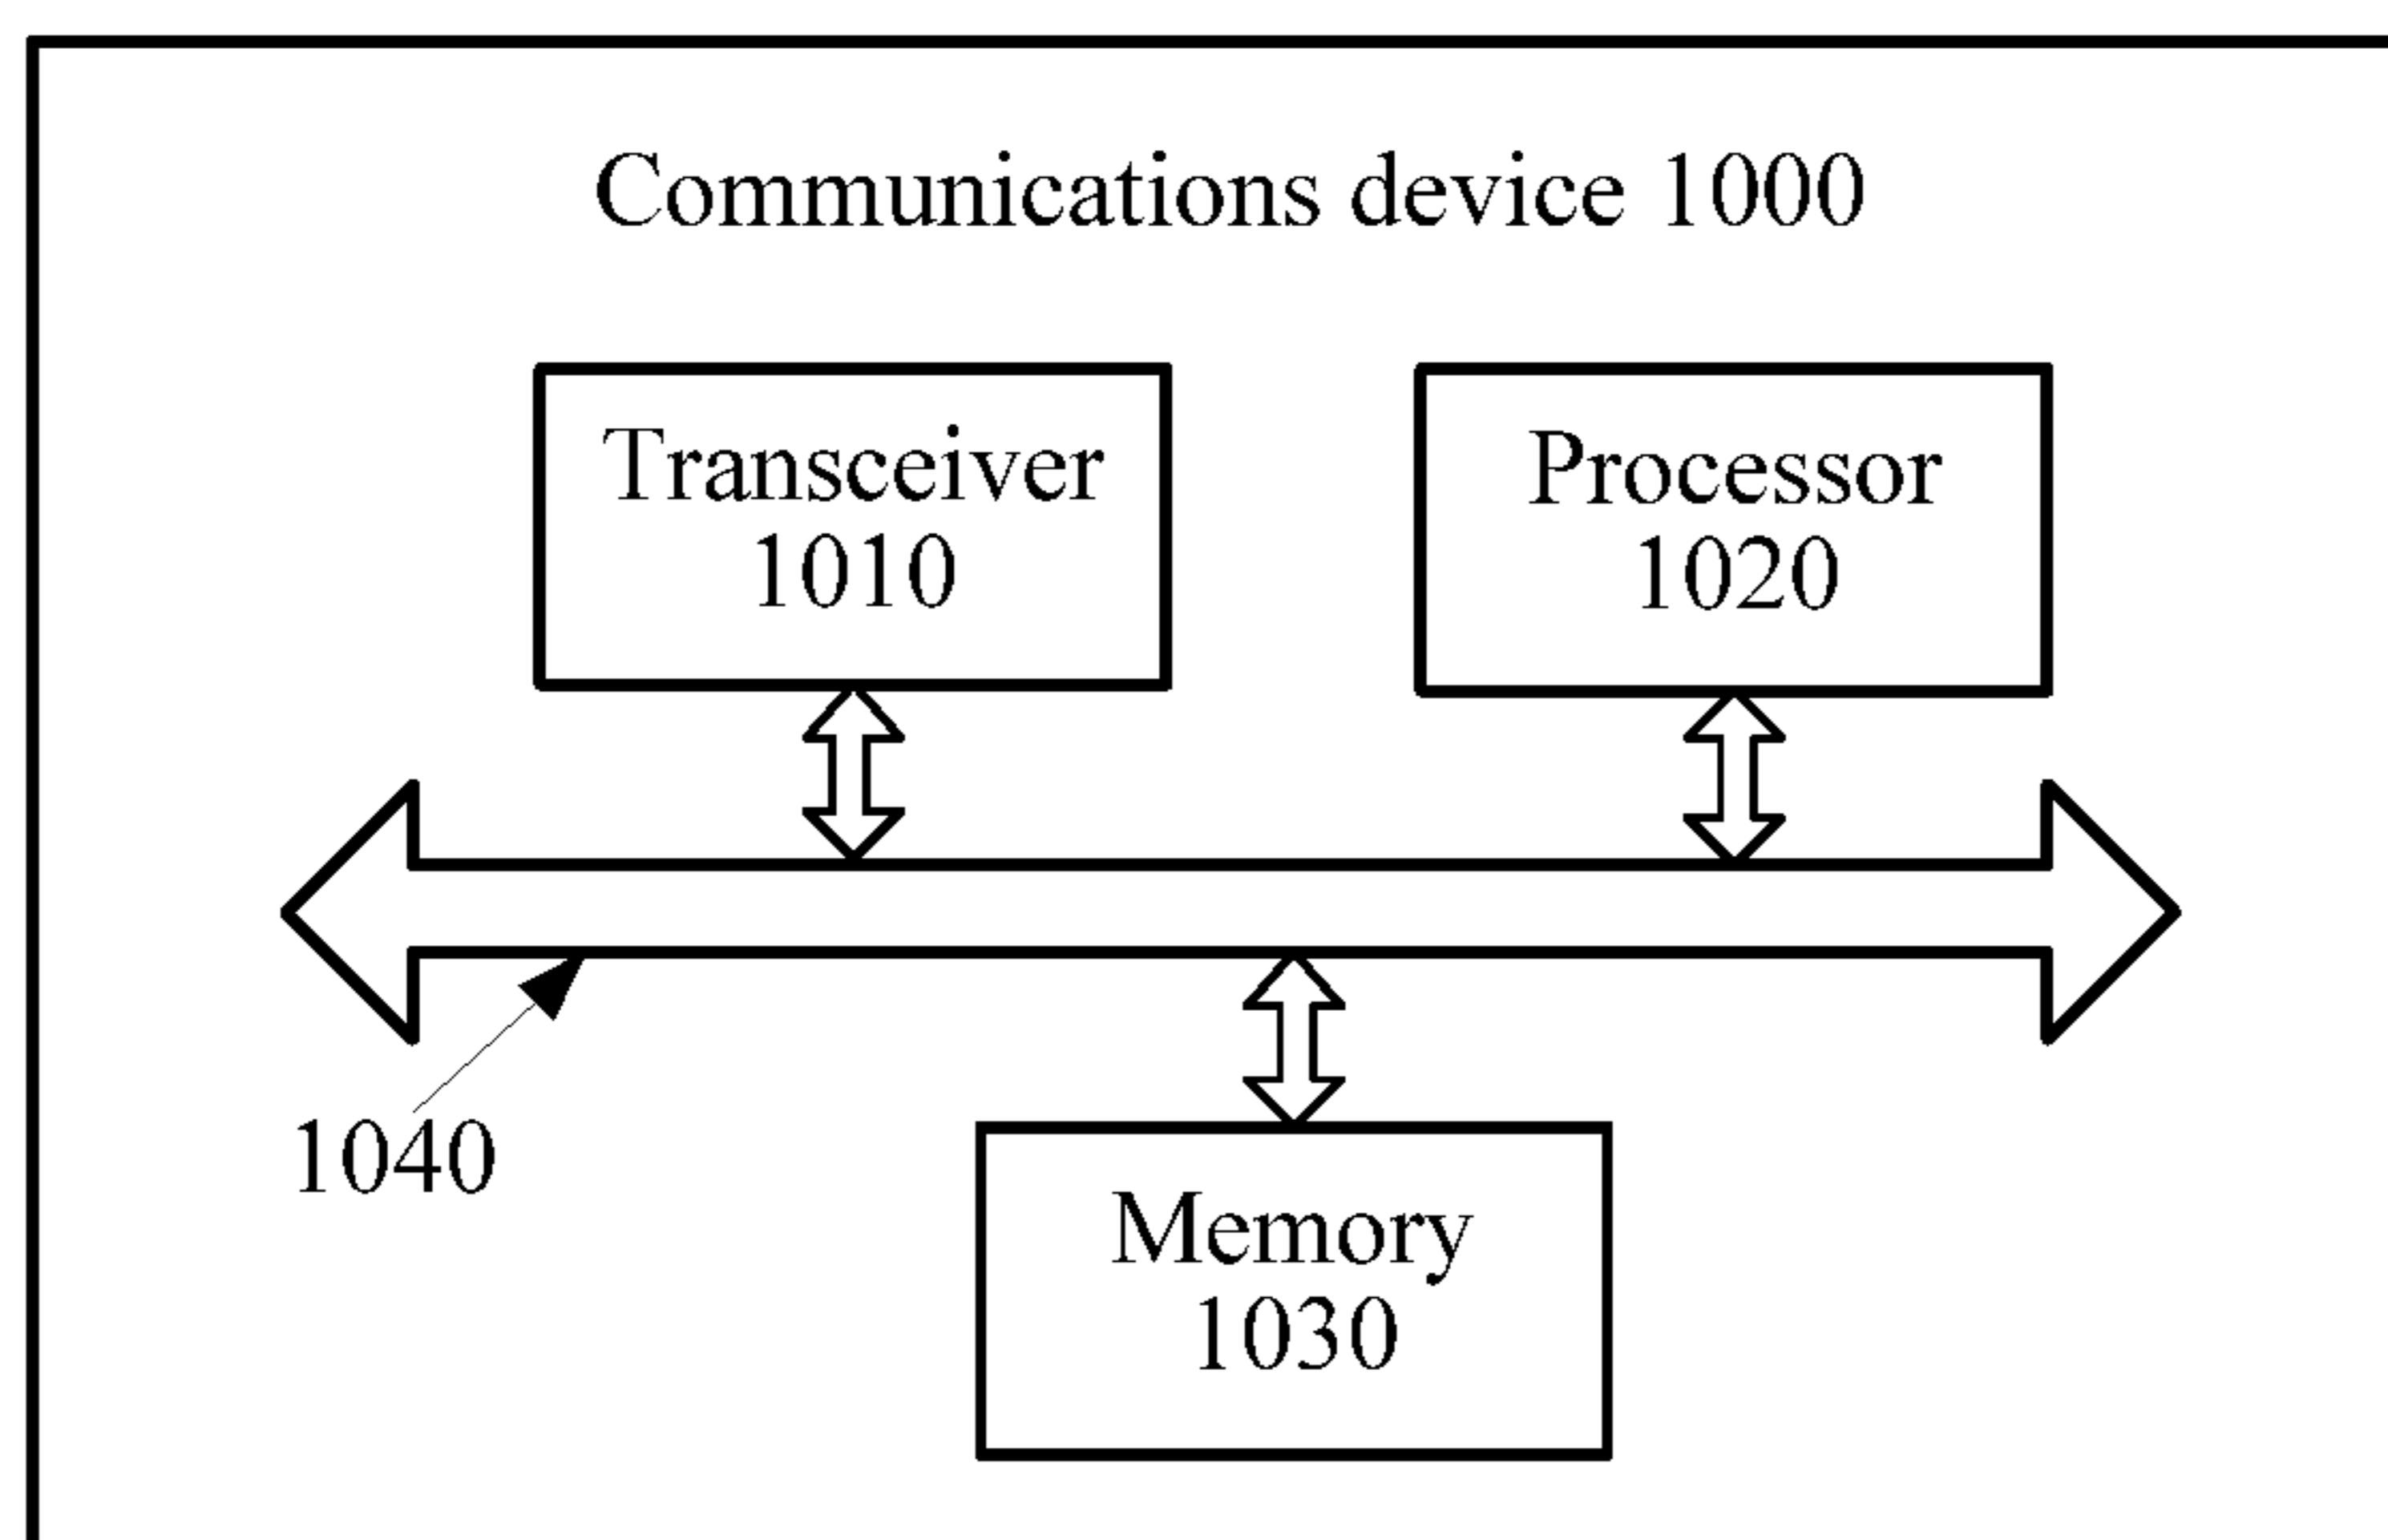 Communications device 1000
Transceiver
1010
Processor
1020
1040
Memory
1030